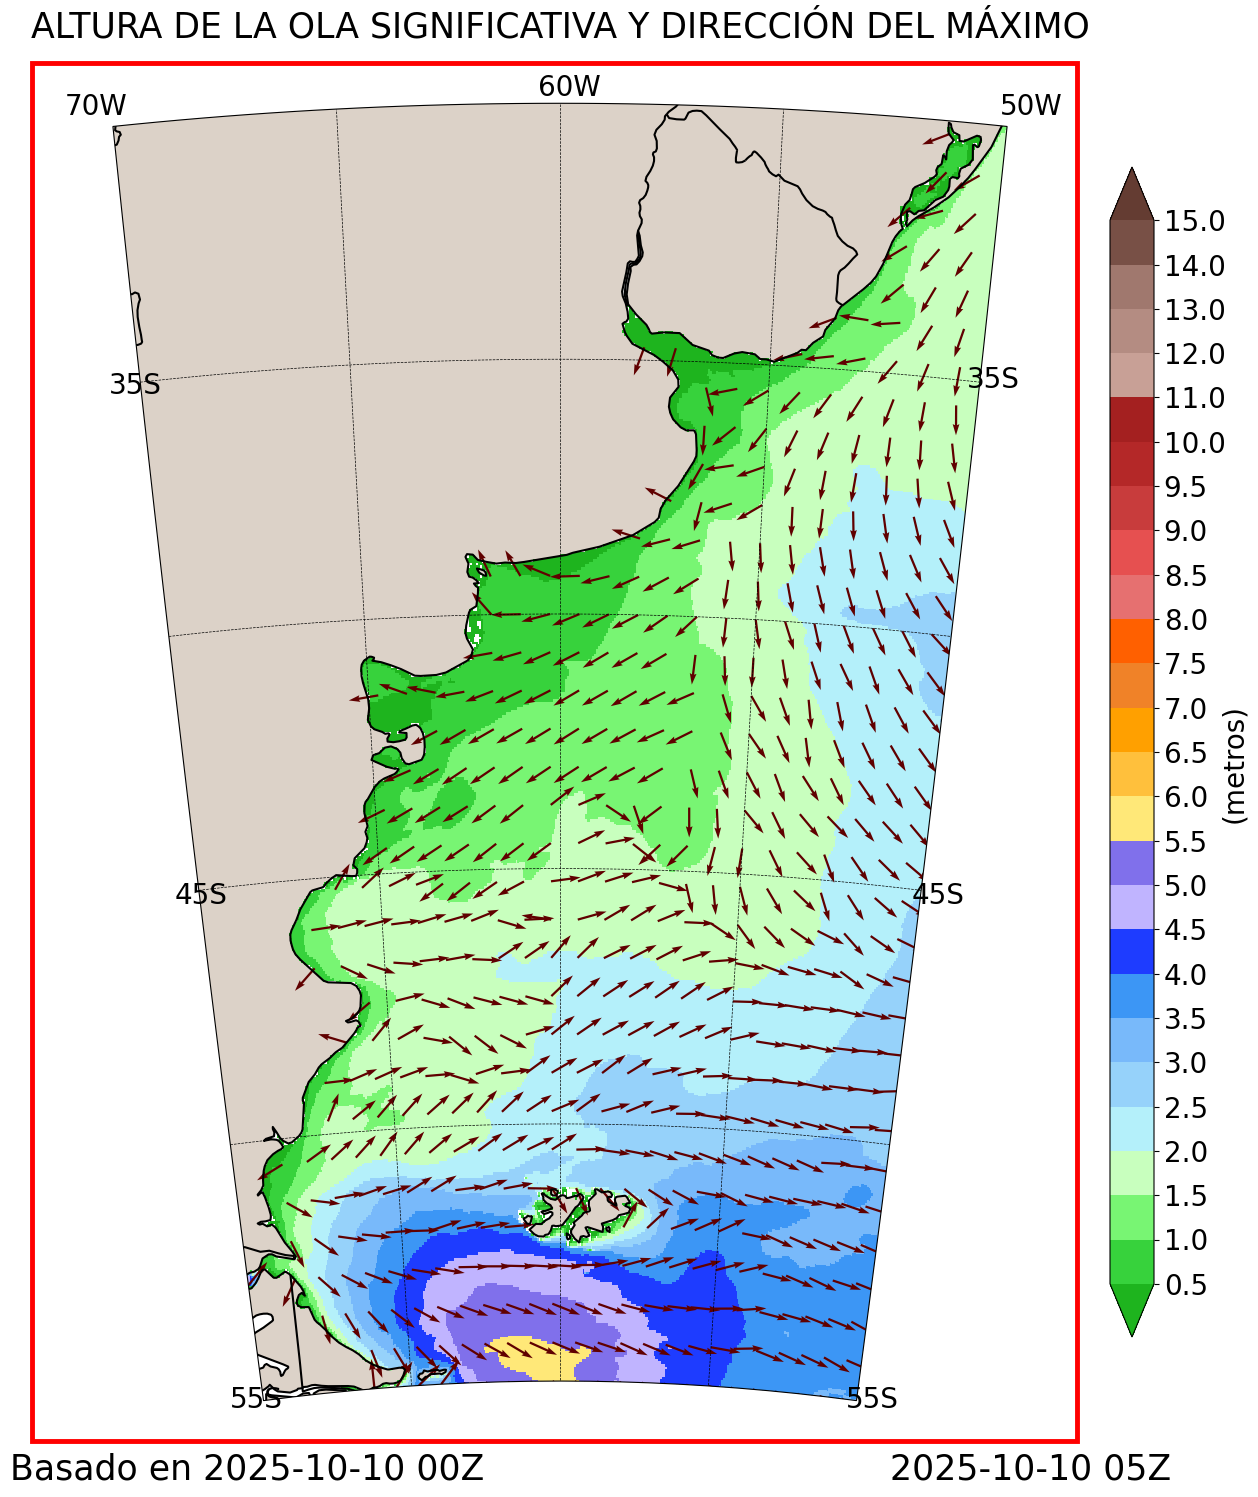 ALTURA DE LA OLA SIGNIFICATIVA Y DIRECCIÓN DEL MÁXIMO
70W
60W
50W
35S
35S
45S
45S
55S
55S
15.0
14.0
13.0
12.0
11.0
10.0
9.5
9.0
8.5
8.0
7.5
7.0
6.5
6.0
5.5
5.0
4.5
4.0
3.5
3.0
2.5
2.0
1.5
1.0
0.5
(metros)
Basado en 2025-10-10 00Z
2025-10-10 05Z